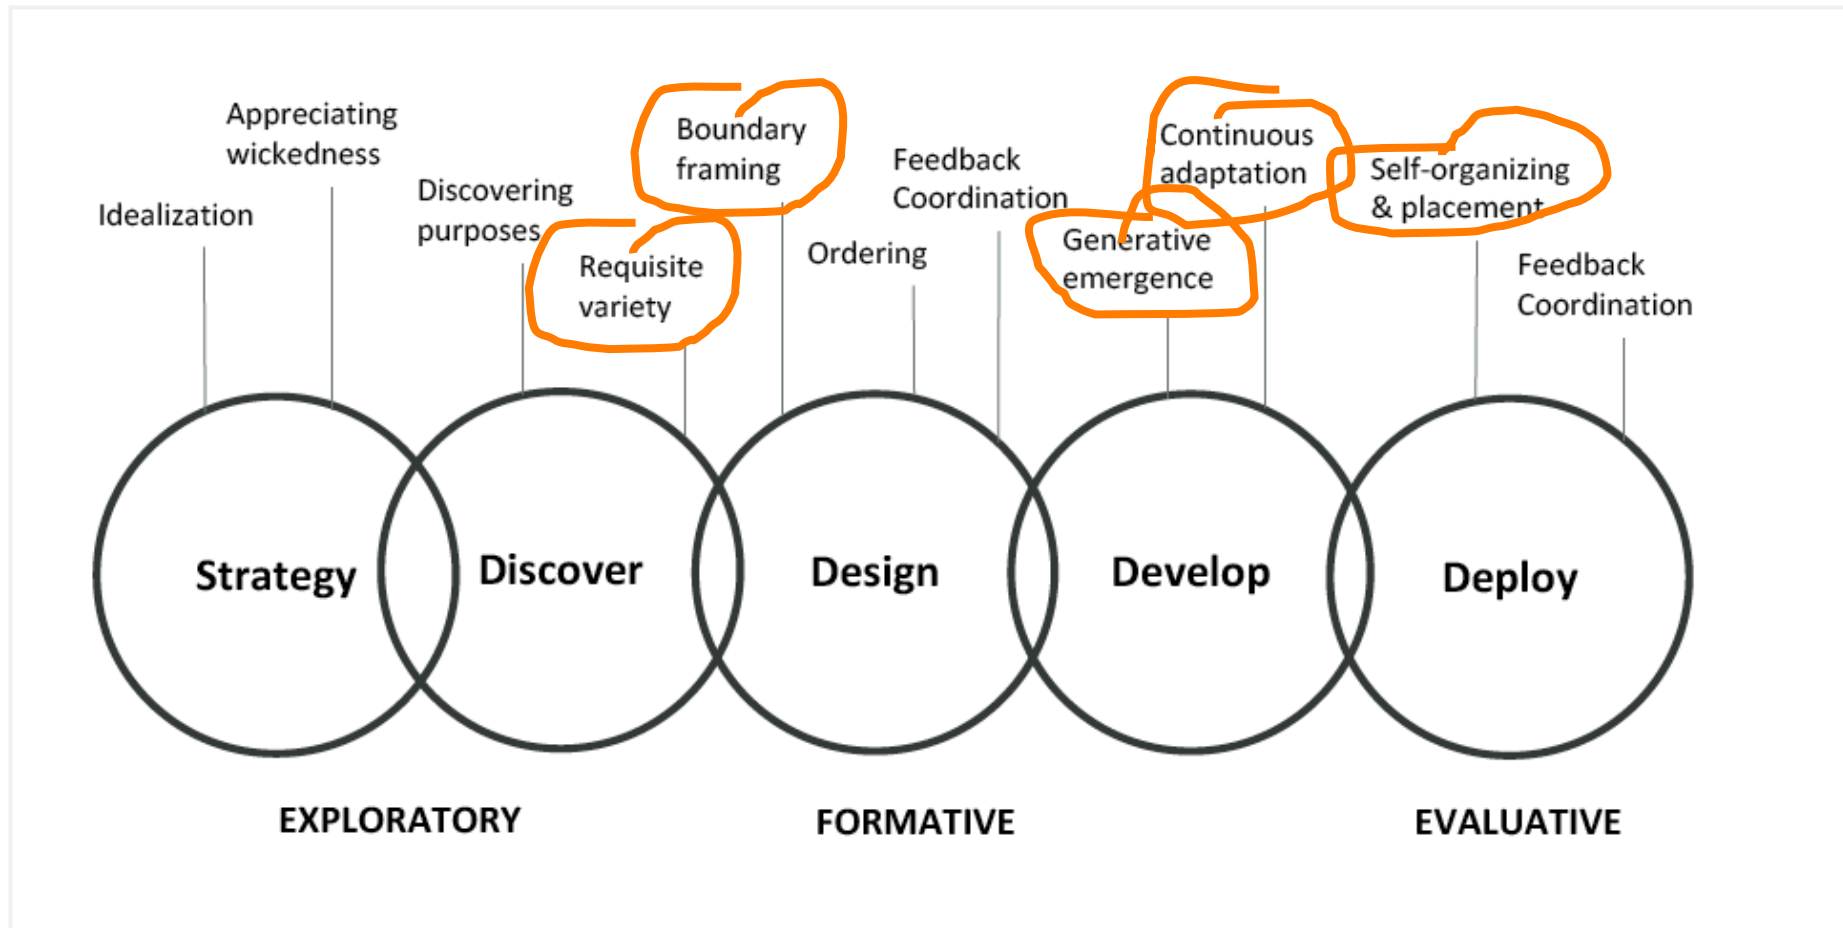 Idealization
Appreciating
wickedness
Discovering
purposes
Requisite
variety
Boundary
framing
Ordering
Feedback
Coordination
Generative
emergence
Continuous
adaptation
Self-organizing
& placement
Feedback
Coordination
Strategy
Discover
Design
Develop
Deploy
EXPLORATORY
FORMATIVE
EVALUATIVE